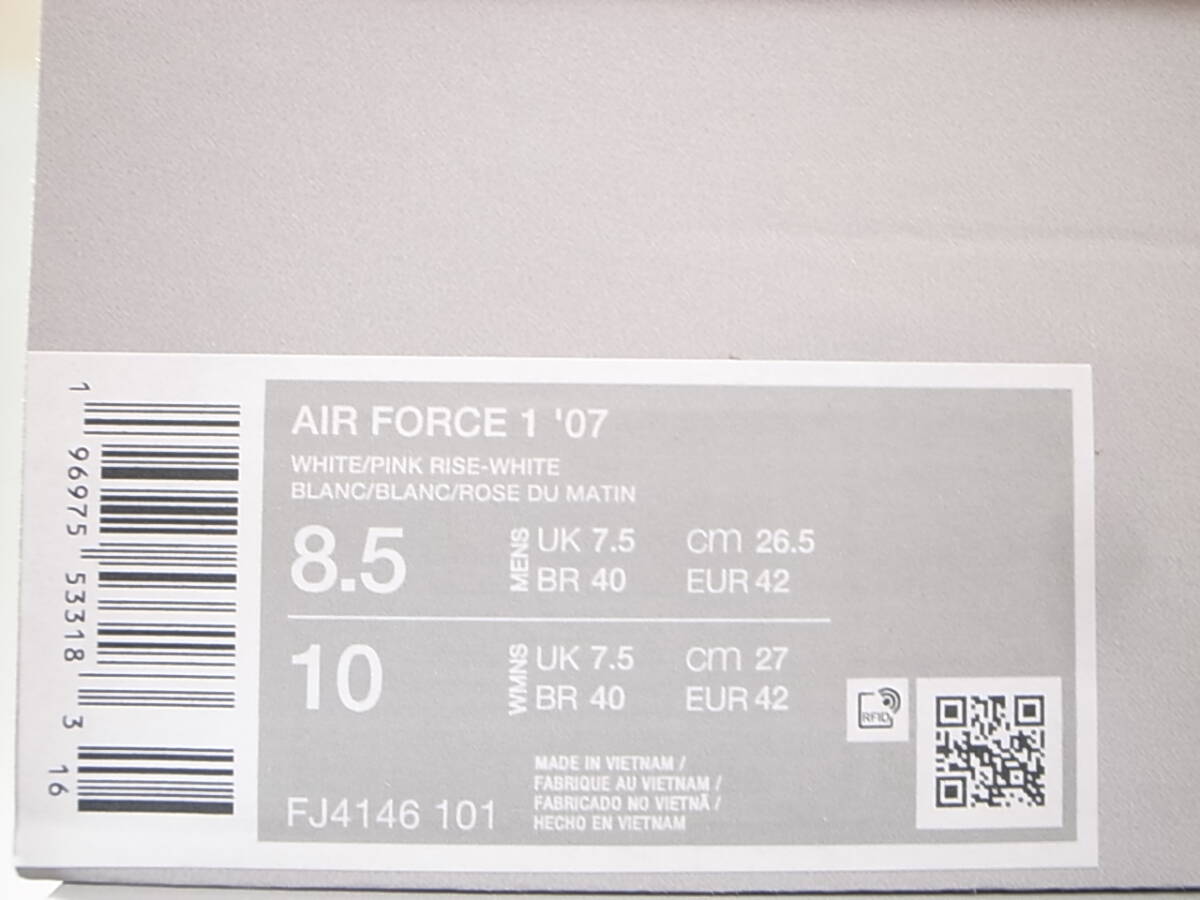 AIR FORCE 1 '07
WHITE/PINK RISE-WHITE
BLANC/BLANC/ROSE DU MATIN
8.5
MENS
UK 7.5 cm 26.5
BR 40 EUR 42
10
WMNS
UK 7.5 cm 27
BR 40 EUR 42
FJ4146 101
MADE IN VIETNAM /
FABRIQUE AU VIETNAM /
FABRICADO NO VIETNÃ /
HECHO EN VIETNAM
RFID
1 96975 53318 3 16